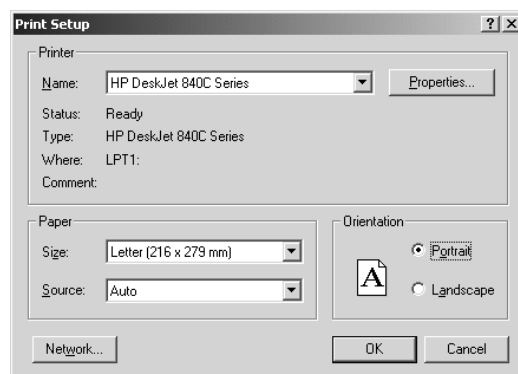 Print Setup
Printer
Name: HP DeskJet 840C Series Properties...
Status: Ready
Type: HP DeskJet 840C Series
Where: LPT1:
Comment:
Paper
Size: Letter (216 x 279 mm)
Source: Auto
Orientation
A
Portrait
Landscape
Network... OK Cancel